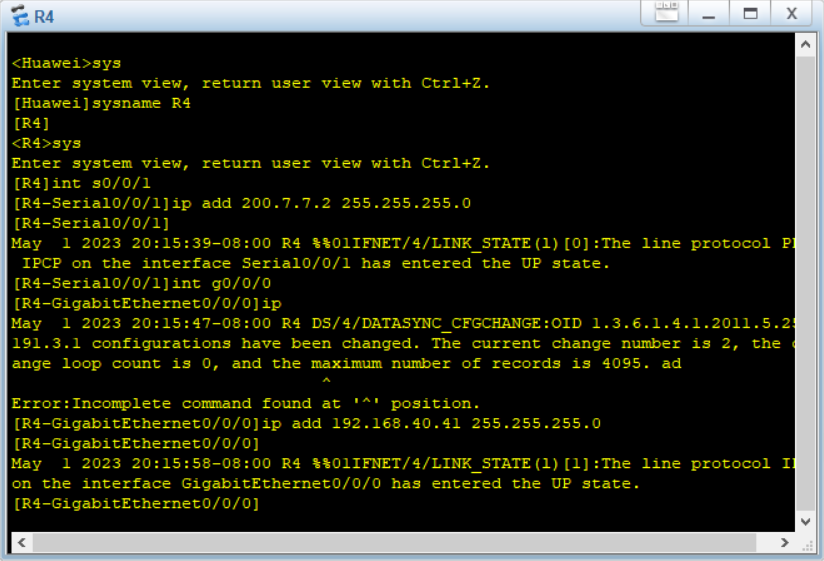 R4
<Huawei>sys
Enter system view, return user view with Ctrl+Z.
[Huawei]sysname R4
[R4]
<R4>sys
Enter system view, return user view with Ctrl+Z.
[R4]int s0/0/1
[R4-Serial0/0/1]ip add 200.7.7.2 255.255.255.0
[R4-Serial0/0/1]
May  1 2023 20:15:39-08:00 R4 %%01IFNET/4/LINK_STATE(l)[0]:The line protocol
 IPCP on the interface Serial0/0/1 has entered the UP state.
[R4-Serial0/0/1]int g0/0/0
[R4-GigabitEthernet0/0/0]ip
May  1 2023 20:15:47-08:00 R4 DS/4/DATASYNC_CFGCHANGE:OID 1.3.6.1.4.1.2011.5.25
191.3.1 configurations have been changed. The current change number is 2, the
ange loop count is 0, and the maximum number of records is 4095. ad
^
Error:Incomplete command found at '^' position.
[R4-GigabitEthernet0/0/0]ip add 192.168.40.41 255.255.255.0
[R4-GigabitEthernet0/0/0]
May  1 2023 20:15:58-08:00 R4 %%01IFNET/4/LINK_STATE(l)[1]:The line protocol
on the interface GigabitEthernet0/0/0 has entered the UP state.
[R4-GigabitEthernet0/0/0]